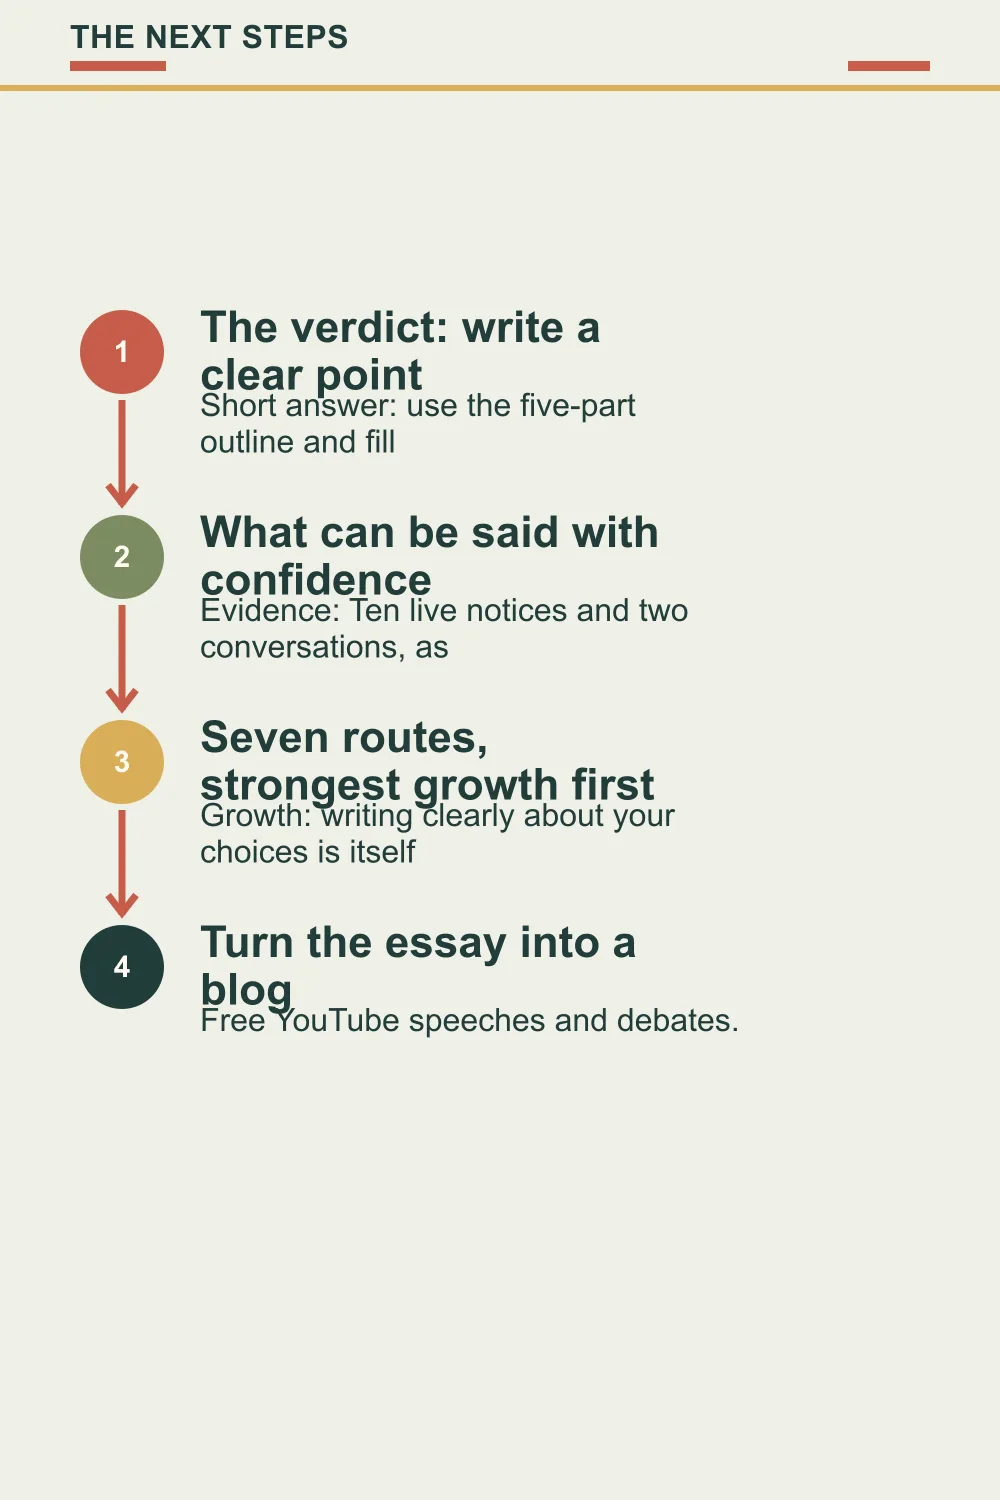 THE NEXT STEPS
1
The verdict: write a
clear point
Short answer: use the five-part
outline and fill
2
What can be said with
confidence
Evidence: Ten live notices and two
conversations, as
3
Seven routes,
strongest growth first
Growth: writing clearly about your
choices is itself
4
Turn the essay into a
blog
Free YouTube speeches and debates.